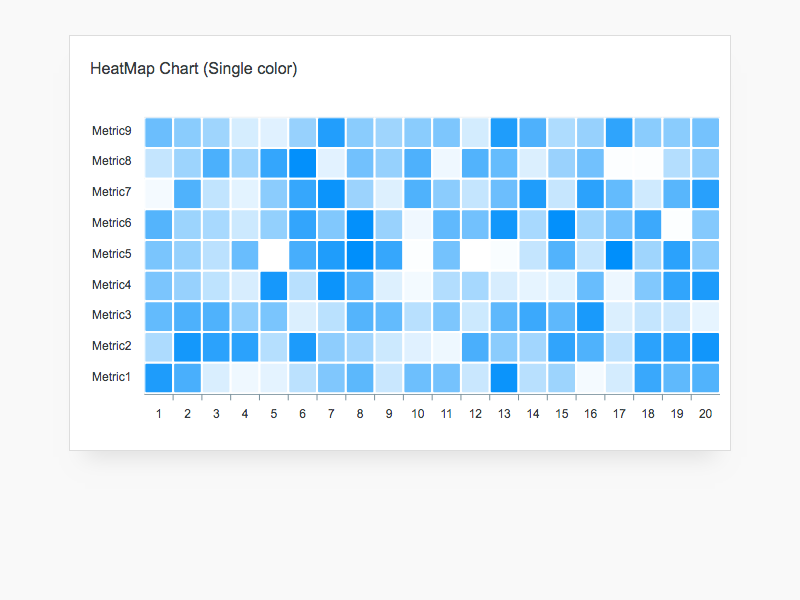 HeatMap Chart (Single color)
Metric9
Metric8
Metric7
Metric6
Metric5
Metric4
Metric3
Metric2
Metric1
1 2 3 4 5 6 7 8 9 10 11 12 13 14 15 16 17 18 19 20